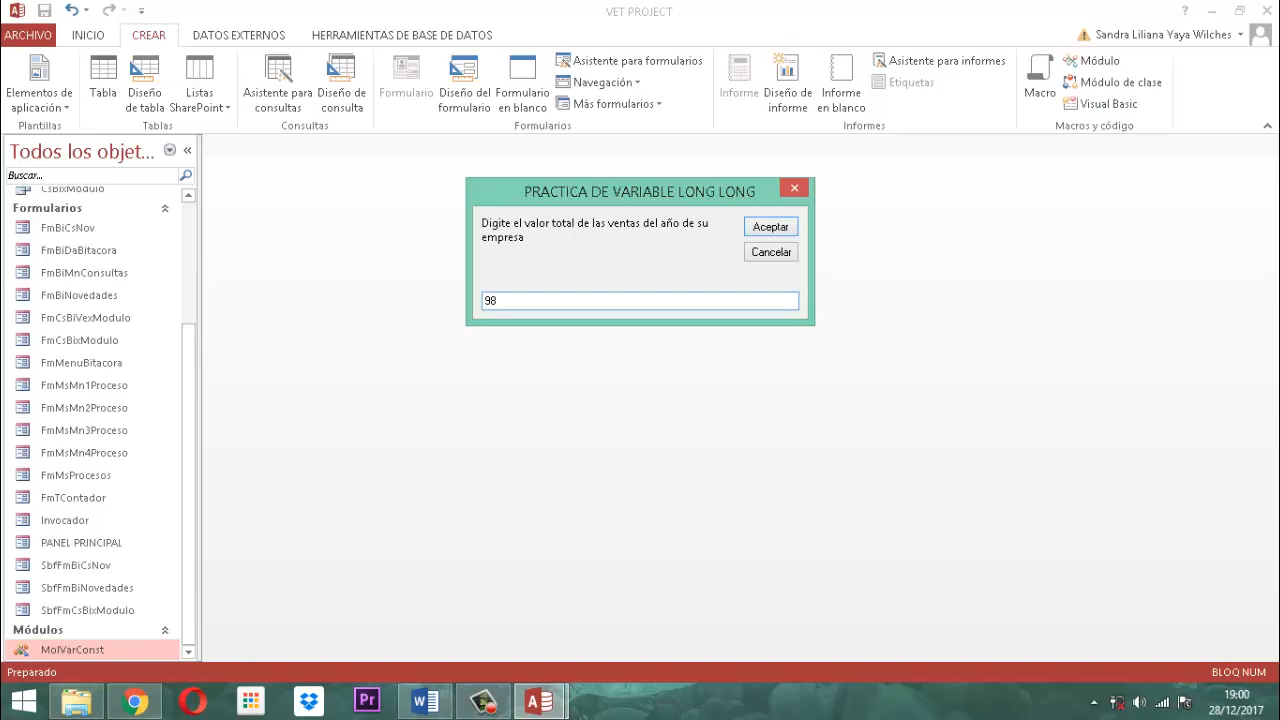 VET PROJECT
ARCHIVO INICIO CREAR DATOS EXTERNOS HERRAMIENTAS DE BASE DE DATOS
Sandra Liliana Yaya Wilches
Elementos de aplicación
Tabla
Diseño de tabla
Listas SharePoint
Asistente para consultas
Diseño de consulta
Formulario
Diseño del formulario
Formulario en blanco
Asistente para formularios
Navegación
Más formularios
Informe
Diseño de informe
Informe en blanco
Asistente para informes
Etiquetas
Macro
Módulo
Módulo de clase
Visual Basic
Plantillas Tablas Consultas Formularios Informes Macros y código
Todos los objet...
Buscar...
CsBixModulo
Formularios
FmBiCsNov
FmBiDaBitacora
FmBiMnConsultas
FmBiNovedades
FmCsBiVexModulo
FmCsBixModulo
FmMenuBitacora
FmMsMn1Proceso
FmMsMn2Proceso
FmMsMn3Proceso
FmMsMn4Proceso
FmMsProcesos
FmTContador
Invocador
PANEL PRINCIPAL
SbfFmBiCsNov
SbfFmBiNovedades
SbfFmCsBixModulo
Módulos
MolVarConst
PRACTICA DE VARIABLE LONG LONG
Digite el valor total de las ventas del año de su
empresa
Aceptar
Cancelar
98
Preparado
BLOQ NUM
Pr
19:00
28/12/2017